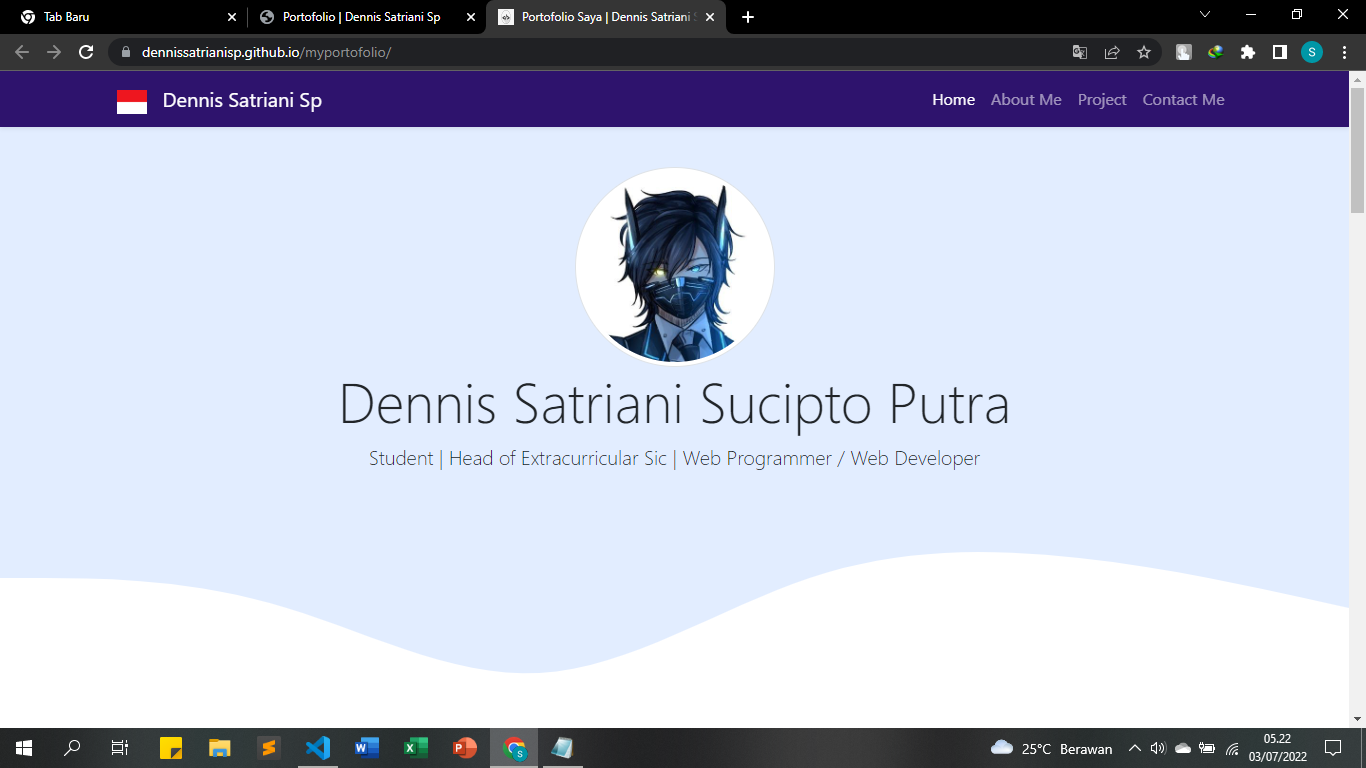 Tab Baru
Portofolio | Dennis Satriani Sp
Portofolio Saya | Dennis Satriani
dennissatrianisp.github.io/myportofolio/
S
Dennis Satriani Sp
Home About Me Project Contact Me
Dennis Satriani Sucipto Putra
Student | Head of Extracurricular Sic | Web Programmer / Web Developer
25°C Berawan
05.22
03/07/2022